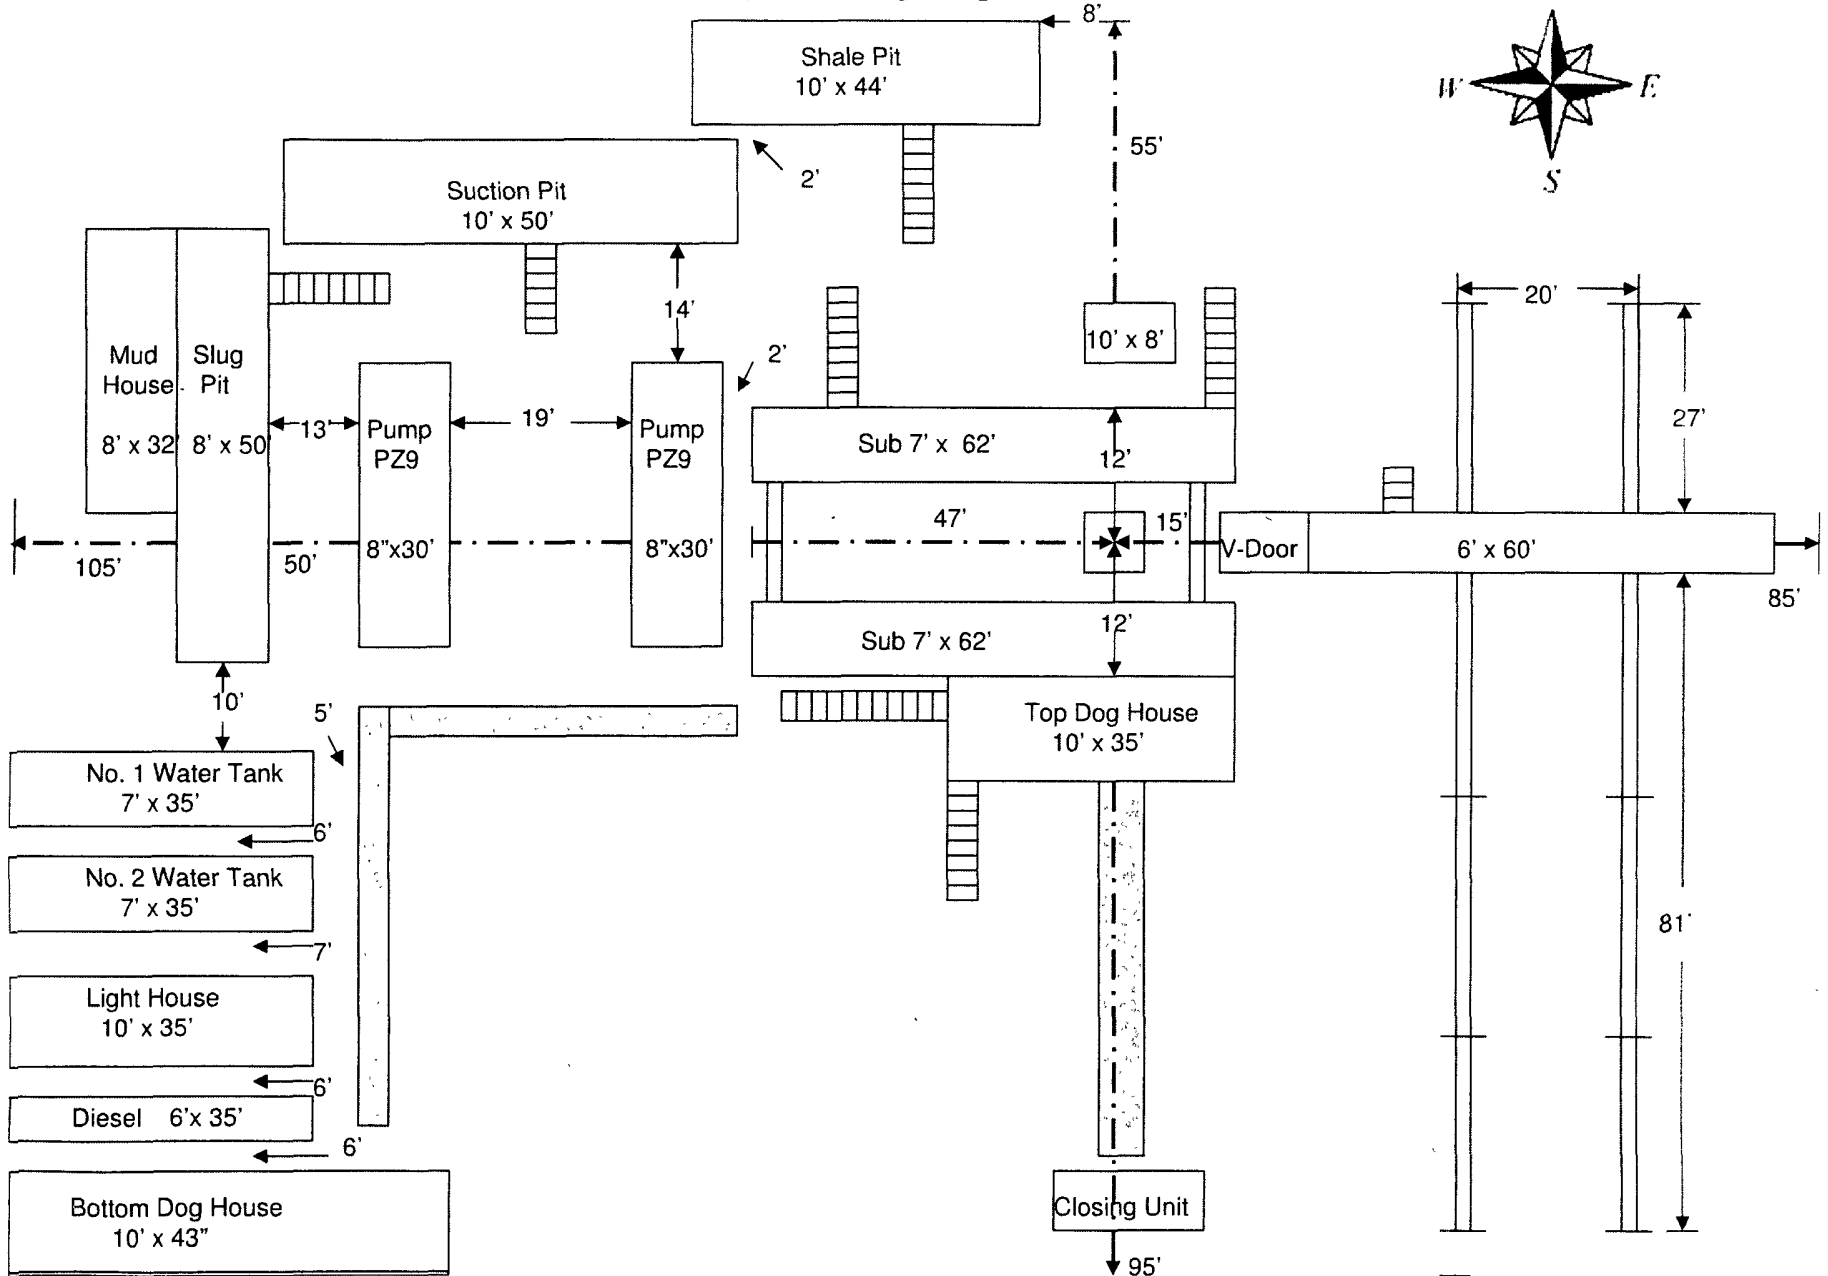 8'
Shale Pit
10' x 44'
W E
S
55'
2'
Suction Pit
10' x 50'
14'
20'
10' x 8'
2'
Mud
House
8' x 32'
Slug
Pit
8' x 50'
13'
Pump
PZ9
8"x30'
19'
Pump
PZ9
8"x30'
Sub 7' x 62'
12'
27'
47'
15'
V-Door
6' x 60'
85'
105'
50'
12'
Sub 7' x 62'
10'
5'
Top Dog House
10' x 35'
No. 1 Water Tank
7' x 35'
6'
No. 2 Water Tank
7' x 35'
7'
81'
Light House
10' x 35'
6'
Diesel 6'x 35'
6'
Bottom Dog House
10' x 43"
Closing Unit
95'